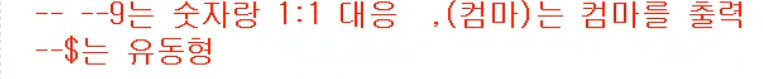 -- --9는 숫자랑 1:1 대응 ,(컴마)는 컴마를 출력
--$는 유동형